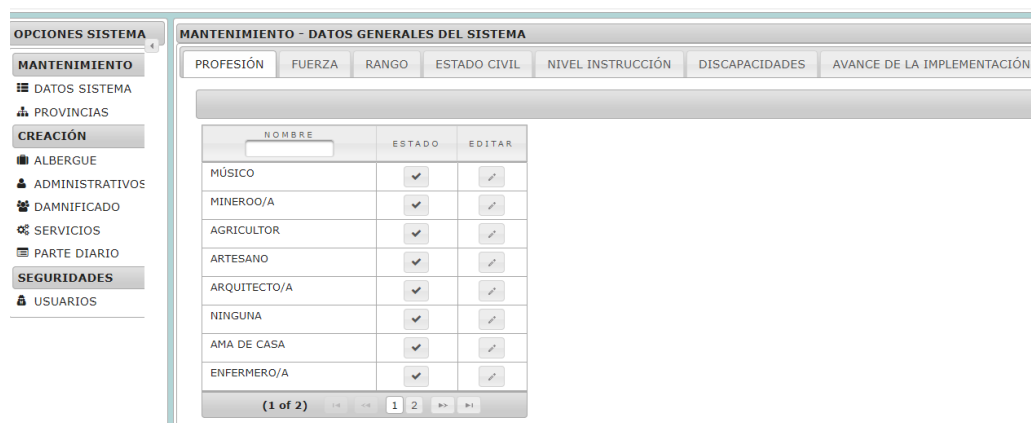 OPCIONES SISTEMA
MANTENIMIENTO
DATOS SISTEMA
PROVINCIAS
CREACIÓN
ALBERGUE
ADMINISTRATIVOS
DAMNIFICADO
SERVICIOS
PARTE DIARIO
SEGURIDADES
USUARIOS
MANTENIMIENTO - DATOS GENERALES DEL SISTEMA
PROFESIÓN FUERZA RANGO ESTADO CIVIL NIVEL INSTRUCCIÓN DISCAPACIDADES AVANCE DE LA IMPLEMENTACIÓN
NOMBRE ESTADO EDITAR
MÚSICO
MINEROO/A
AGRICULTOR
ARTESANO
ARQUITECTO/A
NINGUNA
AMA DE CASA
ENFERMERO/A
(1 of 2) 1 2